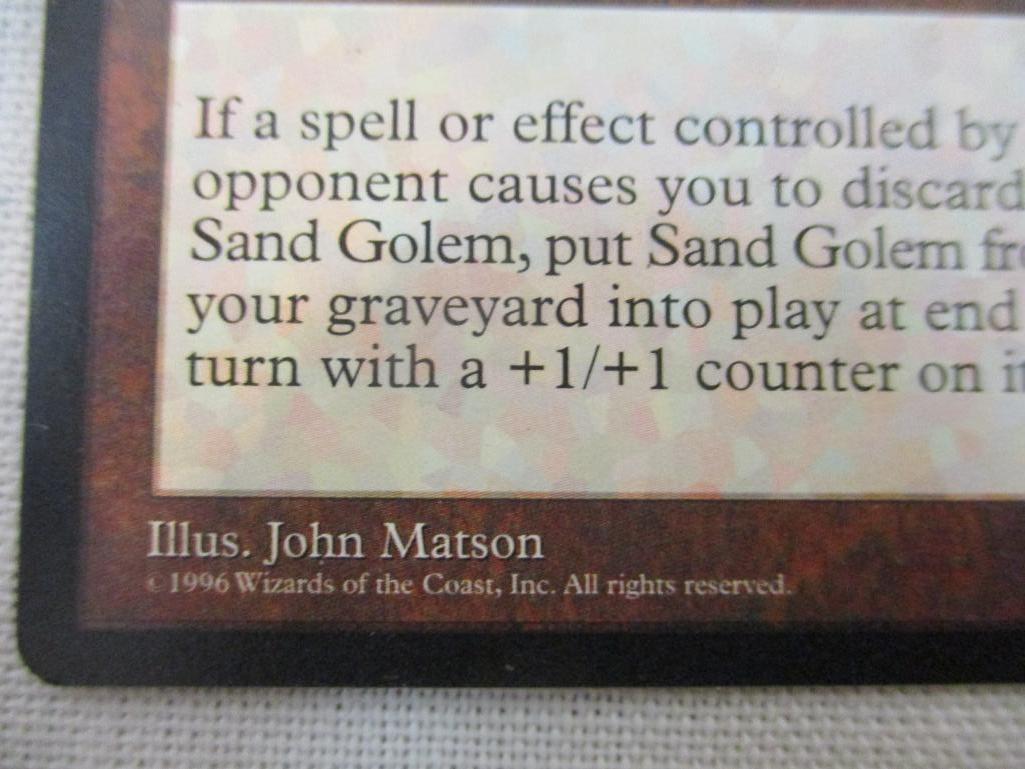 If a spell or effect controlled by
opponent causes you to discard
Sand Golem, put Sand Golem
your graveyard into play at end
turn with a +1/+1 counter on
Illus. John Matson
© 1996 Wizards of the Coast, Inc. All rights reserved.